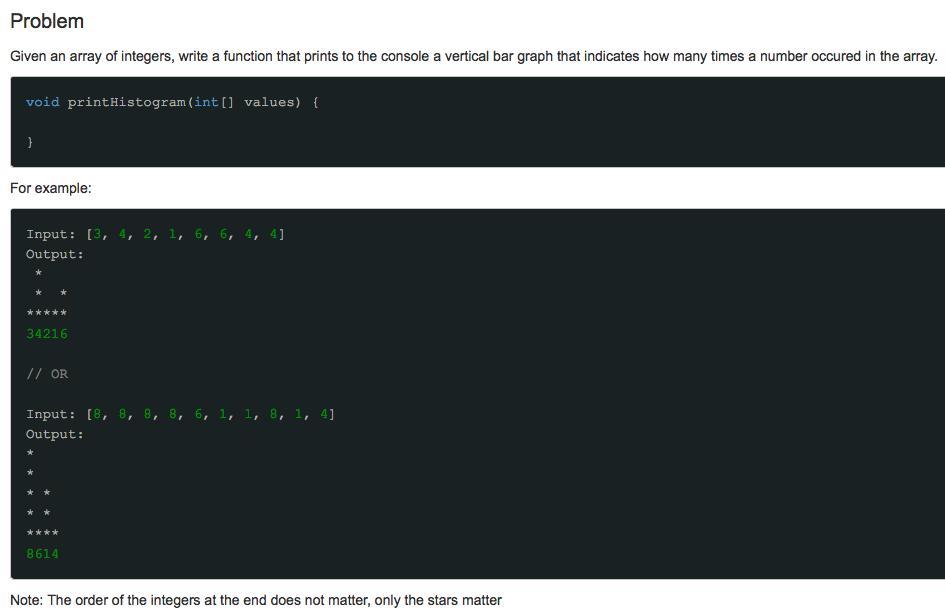 Problem
Given an array of integers, write a function that prints to the console a vertical bar graph that indicates how many times a number occured in the array.
void printHistogram(int[] values) {
}
For example:
Input: [3, 4, 2, 1, 6, 6, 4, 4]
Output:
 *
 *  *
*****
34216
// OR
Input: [8, 8, 8, 8, 6, 1, 1, 8, 1, 4]
Output:
*
*
* *
* *
****
8614
Note: The order of the integers at the end does not matter, only the stars matter